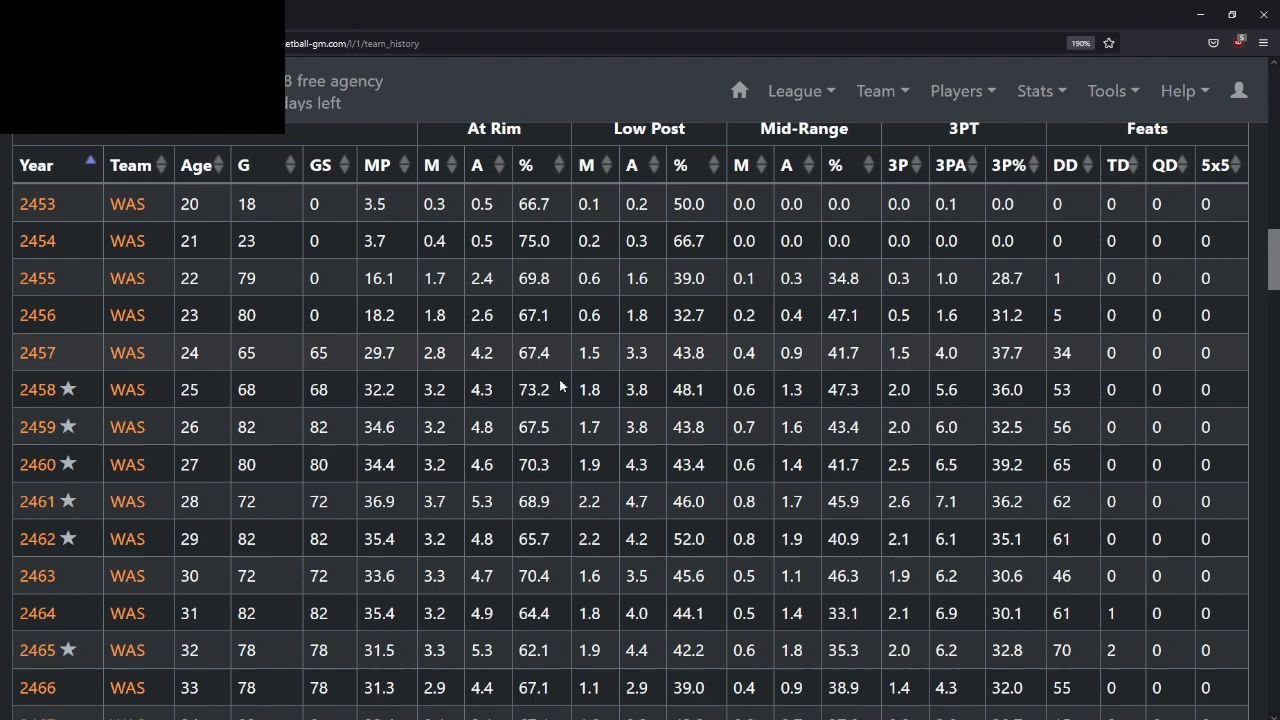 etball-gm.com/l/1/team_history
190%
5
8 free agency
days left
League Team Players Stats Tools Help
At Rim Low Post Mid-Range 3PT Feats
Year Team Age G GS MP M A % M A % M A % 3P 3PA 3P% DD TD QD 5x5
2453 WAS 20 18 0 3.5 0.3 0.5 66.7 0.1 0.2 50.0 0.0 0.0 0.0 0.0 0.1 0.0 0 0 0 0
2454 WAS 21 23 0 3.7 0.4 0.5 75.0 0.2 0.3 66.7 0.0 0.0 0.0 0.0 0.0 0.0 0 0 0 0
2455 WAS 22 79 0 16.1 1.7 2.4 69.8 0.6 1.6 39.0 0.1 0.3 34.8 0.3 1.0 28.7 1 0 0 0
2456 WAS 23 80 0 18.2 1.8 2.6 67.1 0.6 1.8 32.7 0.2 0.4 47.1 0.5 1.6 31.2 5 0 0 0
2457 WAS 24 65 65 29.7 2.8 4.2 67.4 1.5 3.3 43.8 0.4 0.9 41.7 1.5 4.0 37.7 34 0 0 0
2458 WAS 25 68 68 32.2 3.2 4.3 73.2 1.8 3.8 48.1 0.6 1.3 47.3 2.0 5.6 36.0 53 0 0 0
2459 WAS 26 82 82 34.6 3.2 4.8 67.5 1.7 3.8 43.8 0.7 1.6 43.4 2.0 6.0 32.5 56 0 0 0
2460 WAS 27 80 80 34.4 3.2 4.6 70.3 1.9 4.3 43.4 0.6 1.4 41.7 2.5 6.5 39.2 65 0 0 0
2461 WAS 28 72 72 36.9 3.7 5.3 68.9 2.2 4.7 46.0 0.8 1.7 45.9 2.6 7.1 36.2 62 0 0 0
2462 WAS 29 82 82 35.4 3.2 4.8 65.7 2.2 4.2 52.0 0.8 1.9 40.9 2.1 6.1 35.1 61 0 0 0
2463 WAS 30 72 72 33.6 3.3 4.7 70.4 1.6 3.5 45.6 0.5 1.1 46.3 1.9 6.2 30.6 46 0 0 0
2464 WAS 31 82 82 35.4 3.2 4.9 64.4 1.8 4.0 44.1 0.5 1.4 33.1 2.1 6.9 30.1 61 1 0 0
2465 WAS 32 78 78 31.5 3.3 5.3 62.1 1.9 4.4 42.2 0.6 1.8 35.3 2.0 6.2 32.8 70 2 0 0
2466 WAS 33 78 78 31.3 2.9 4.4 67.1 1.1 2.9 39.0 0.4 0.9 38.9 1.4 4.3 32.0 55 0 0 0